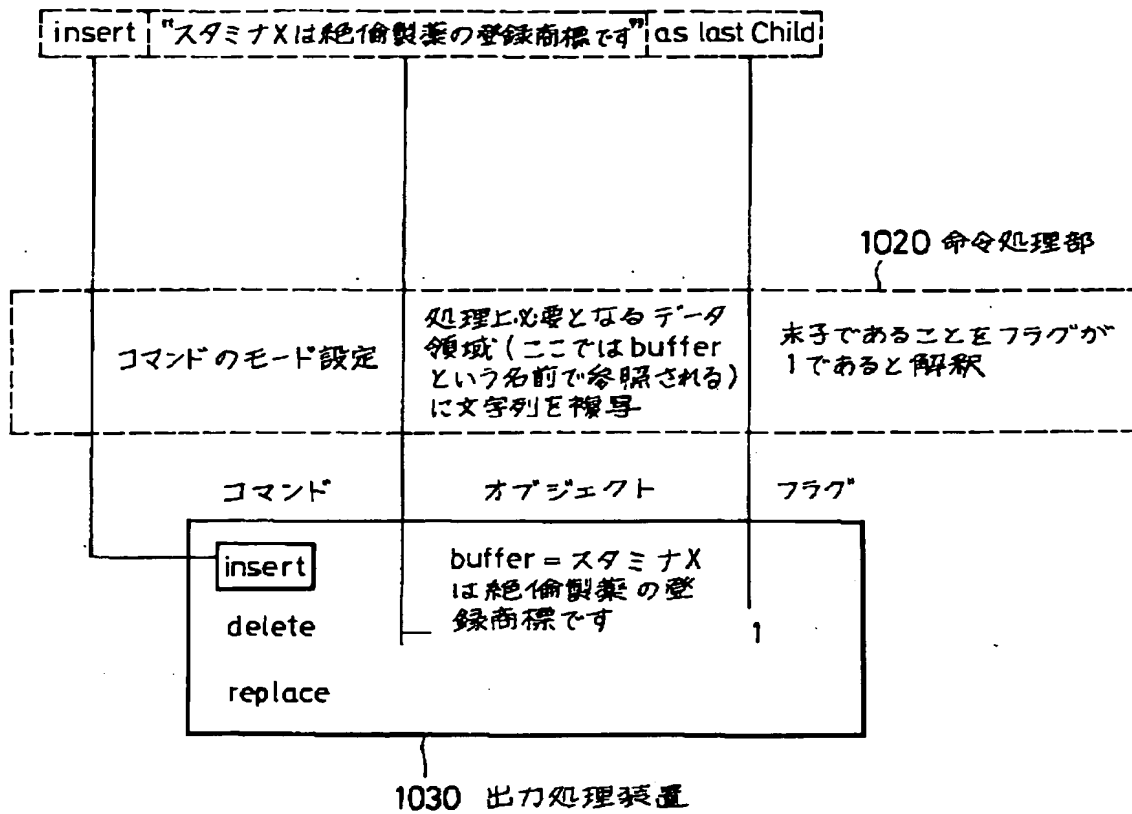 insert "スタミナXは絶倫製薬の登録商標です" as last Child
1020 命令処理部
コマンドのモード設定
処理上必要となるデータ
領域(ここではbuffer
という名前で参照される)
に文字列を複写
末子であることをフラグが
1であると解釈
コマンド オブジェクト フラグ
insert
buffer=スタミナX
は絶倫製薬の登
録商標です
delete
1
replace
1030 出力処理装置